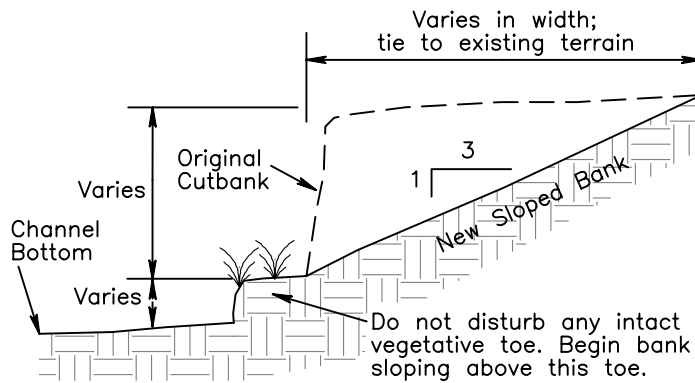 Varies in width;
tie to existing terrain
Original
Cutbank
3
1
Varies
New Sloped Bank
Channel
Bottom
Varies
Do not disturb any intact
vegetative toe. Begin bank
sloping above this toe.